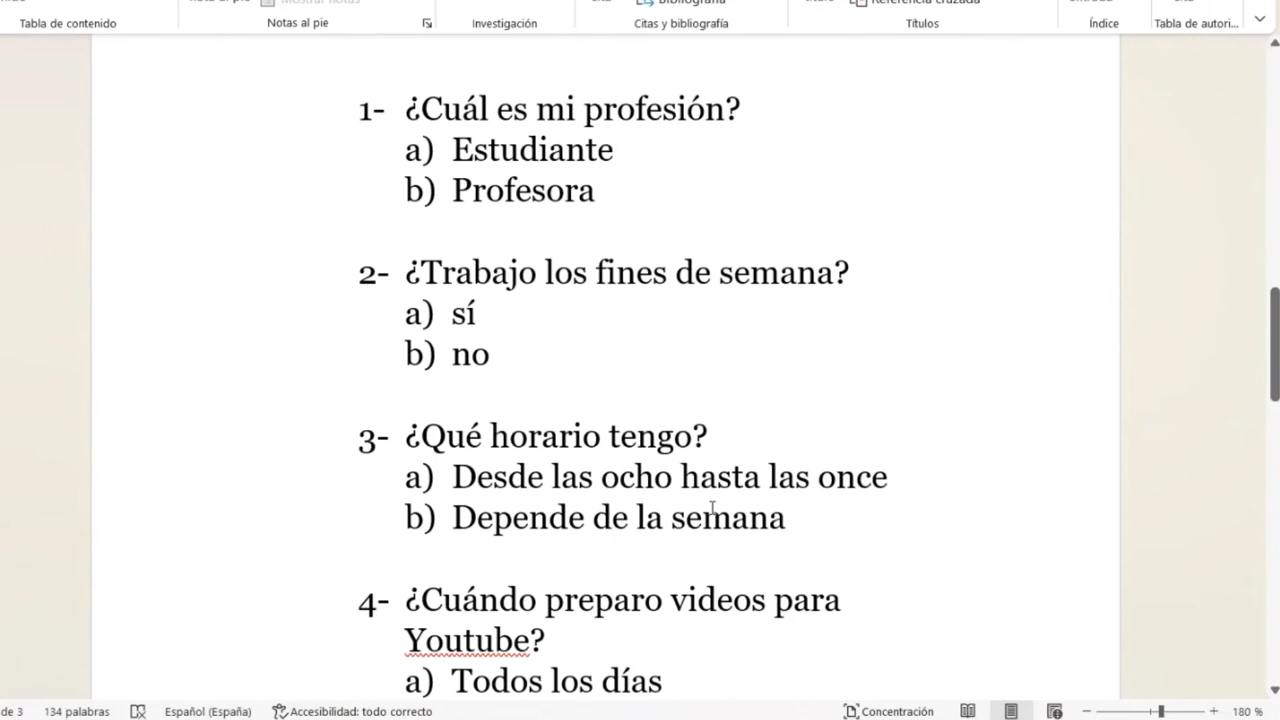 Tabla de contenido
Notas al pie
Investigación
Citas y bibliografía
Títulos
Índice
Tabla de autori...
1- ¿Cuál es mi profesión?
a) Estudiante
b) Profesora
2- ¿Trabajo los fines de semana?
a) sí
b) no
3- ¿Qué horario tengo?
a) Desde las ocho hasta las once
b) Depende de la semana
4- ¿Cuándo preparo videos para
Youtube?
a) Todos los días
de 3 134 palabras Español (España) Accesibilidad: todo correcto Concentración 180 %